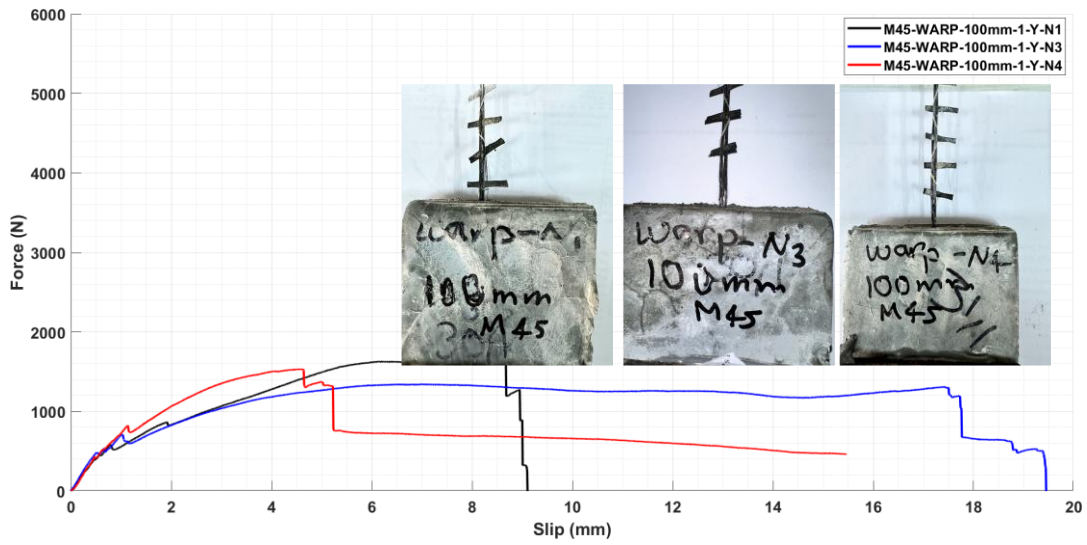 6000
5000
4000
3000
2000
1000
0
Force (N)
0 2 4 6 8 10 12 14 16 18 20
Slip (mm)
M45-WARP-100mm-1-Y-N1
M45-WARP-100mm-1-Y-N3
M45-WARP-100mm-1-Y-N4
Warp-N1
100mm
M45
Warp-N3
100mm
M45
Warp-N4
100mm
M45